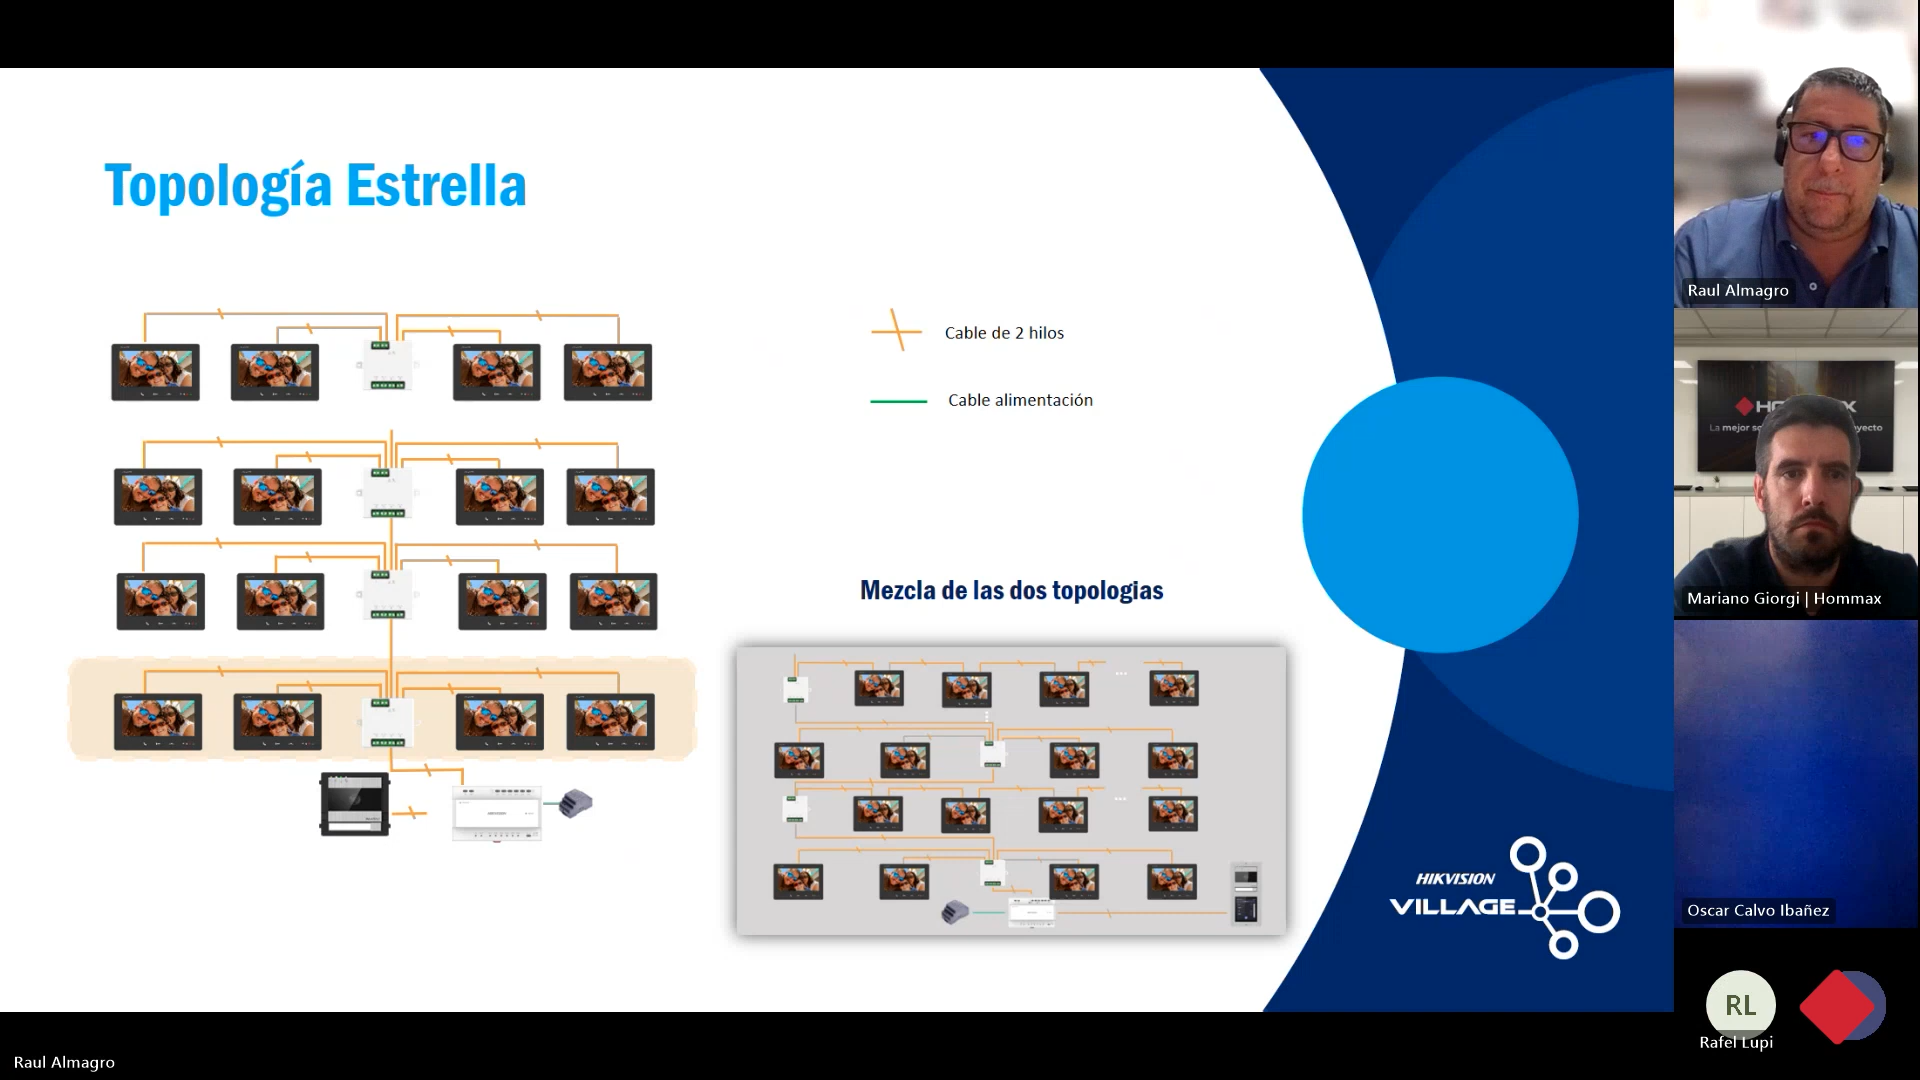 Topología Estrella
Cable de 2 hilos
Cable alimentación
Mezcla de las dos topologias
HIKVISION
VILLAGE
Raul Almagro
Mariano Giorgi | Hommax
Oscar Calvo Ibañez
RL
Rafel Lupi
Raul Almagro